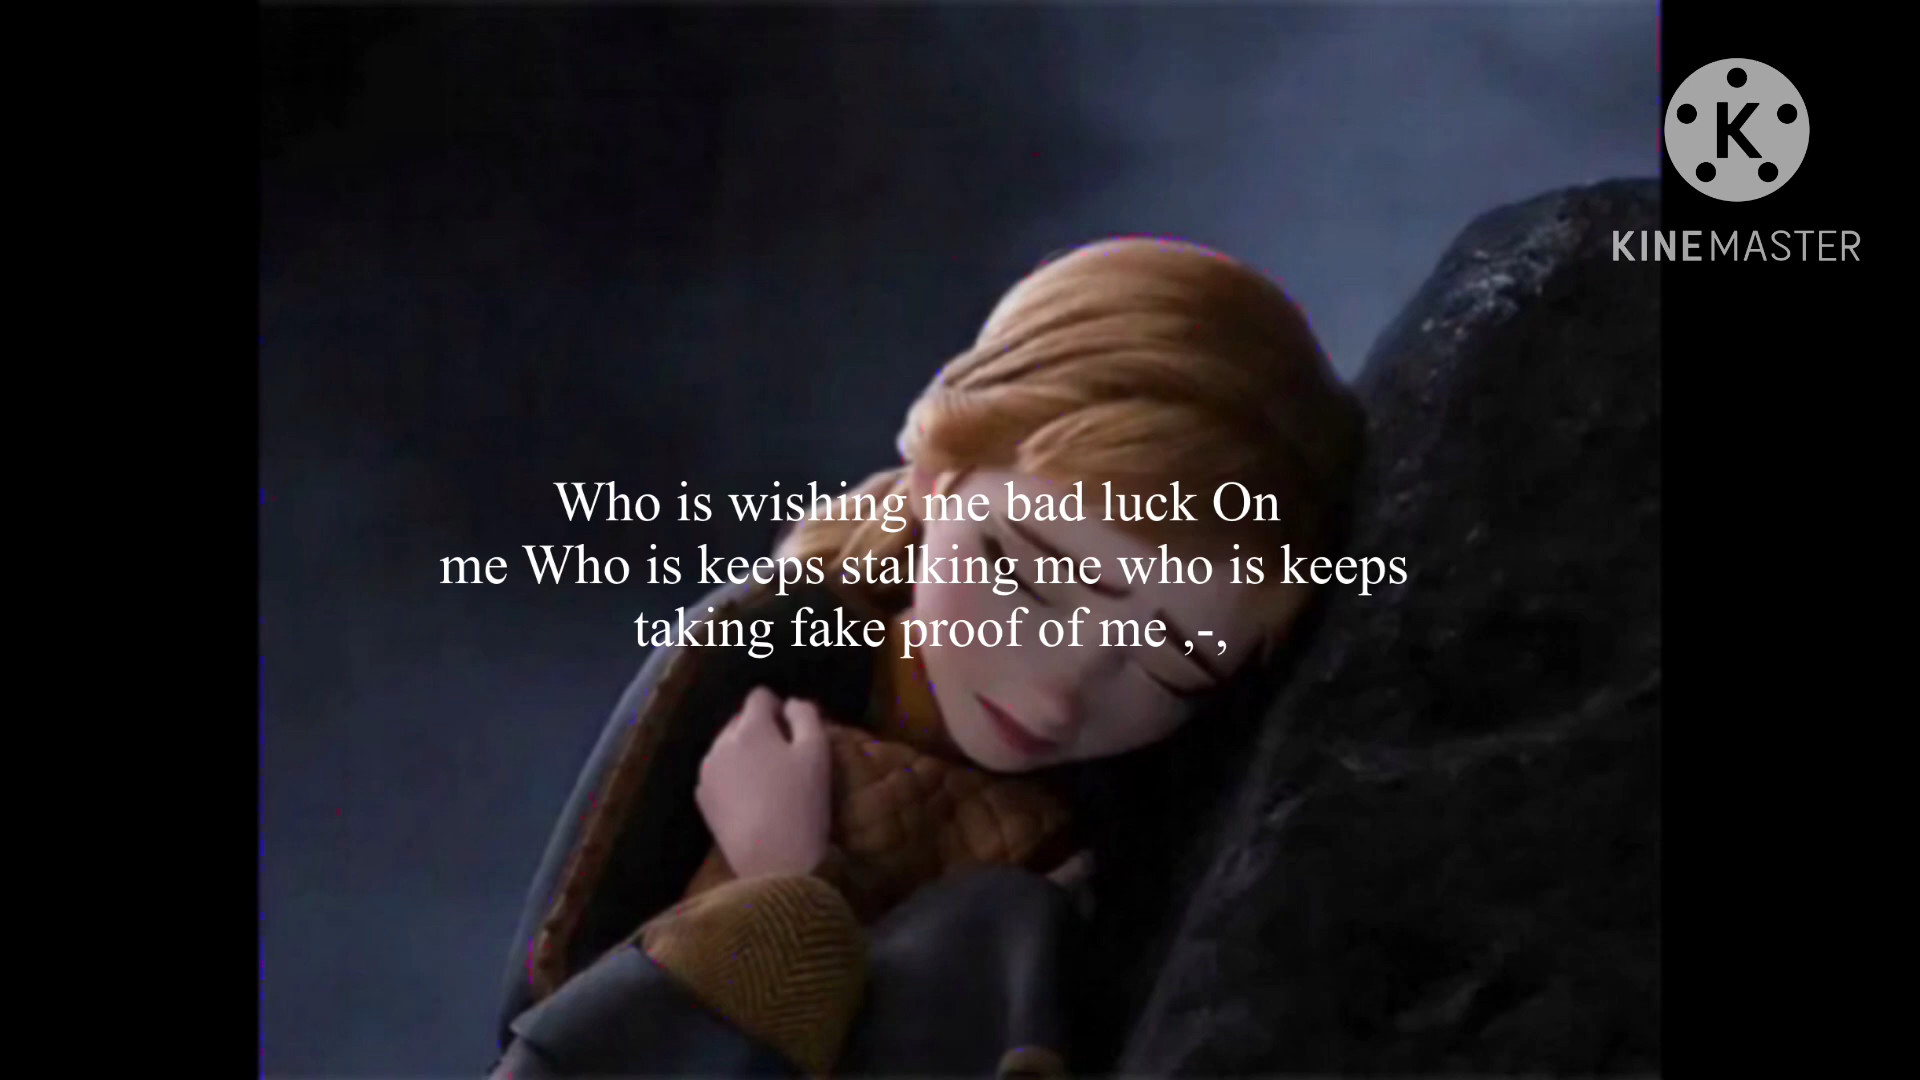 KINEMASTER
Who is wishing me bad luck On
me Who is keeps stalking me who is keeps
taking fake proof of me ,-,